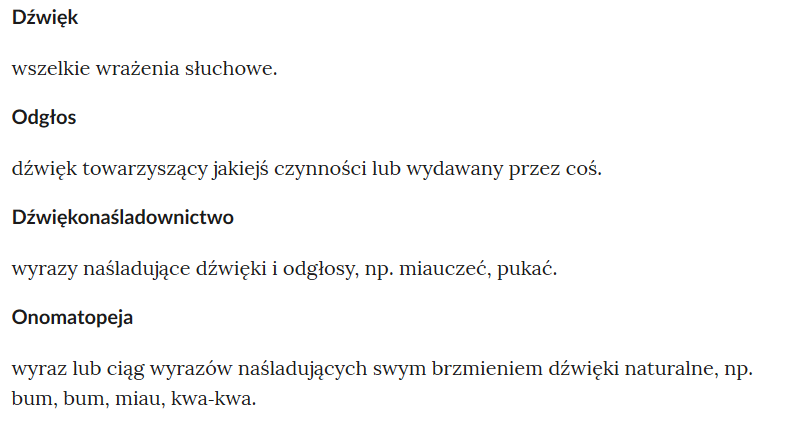 Dźwięk
wszelkie wrażenia słuchowe.
Odgłos
dźwięk towarzyszący jakiejś czynności lub wydawany przez coś.
Dźwiękonaśladownictwo
wyrazy naśladujące dźwięki i odgłosy, np. miauczeć, pukać.
Onomatopeja
wyraz lub ciąg wyrazów naśladujących swym brzmieniem dźwięki naturalne, np.
bum, bum, miau, kwa-kwa.